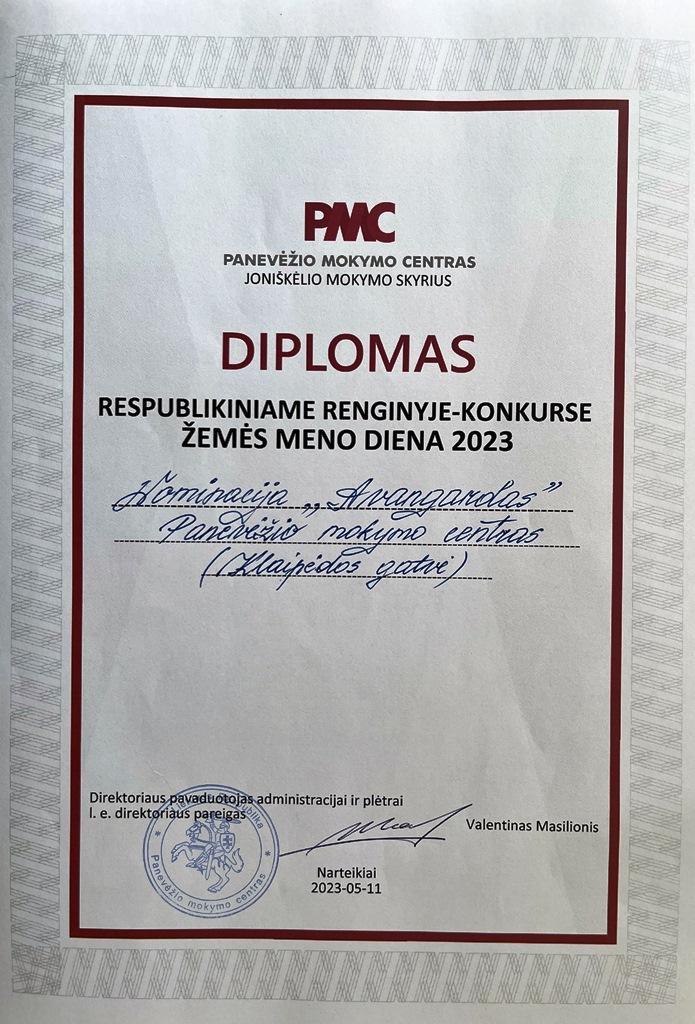 PMC
PANEVĖŽIO MOKYMO CENTRAS
JONIŠKĖLIO MOKYMO SKYRIUS
DIPLOMAS
RESPUBLIKINIAME RENGINYJE-KONKURSE
ŽEMĖS MENO DIENA 2023
Nominacija „Avangardas”
Panevėžio mokymo centras
(Klaipėdos gatvė)
Direktoriaus pavaduotojas administracijai ir plėtrai
l. e. direktoriaus pareigas
Valentinas Masilionis
Narteikiai
2023-05-11
Lietuvos Respublika
* Panevėžio mokymo centras *